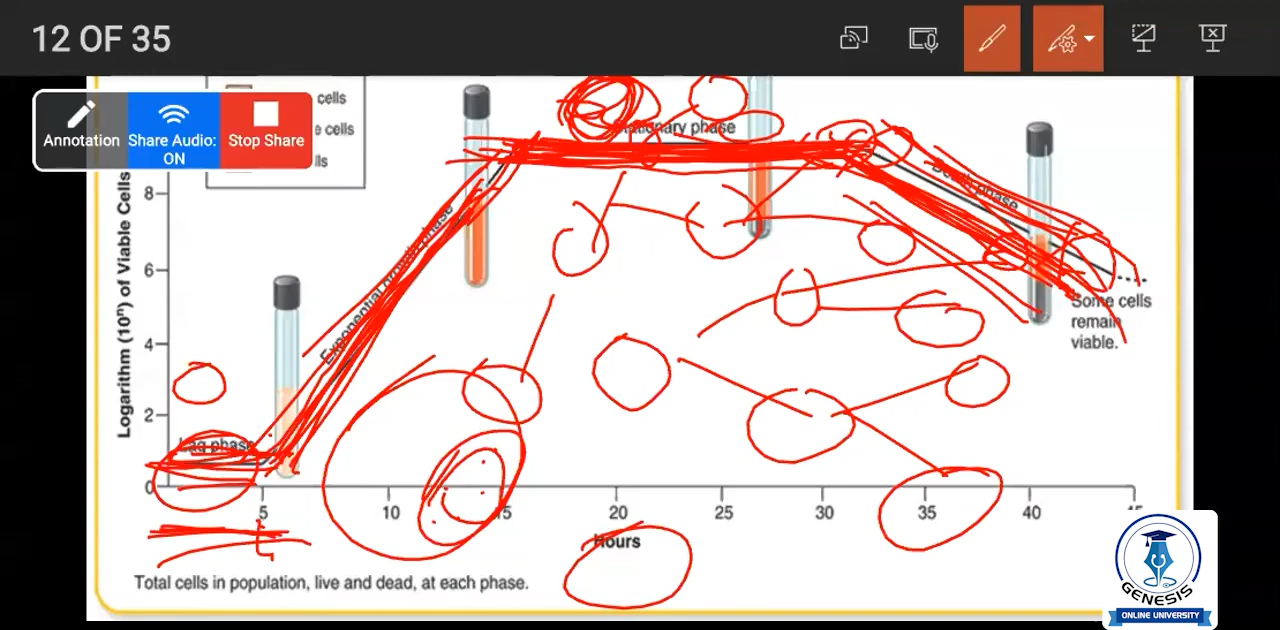 12 OF 35
Annotation
Share Audio: ON
Stop Share
cells
e cells
lls
Stationary phase
Death phase
Exponential growth phase
Lag phase
Logarithm (10ⁿ) of Viable Cells
8
6
4
2
0
5
10
15
20
25
30
35
40
45
Hours
Some cells
remain
viable.
Total cells in population, live and dead, at each phase.
GENESIS
ONLINE UNIVERSITY